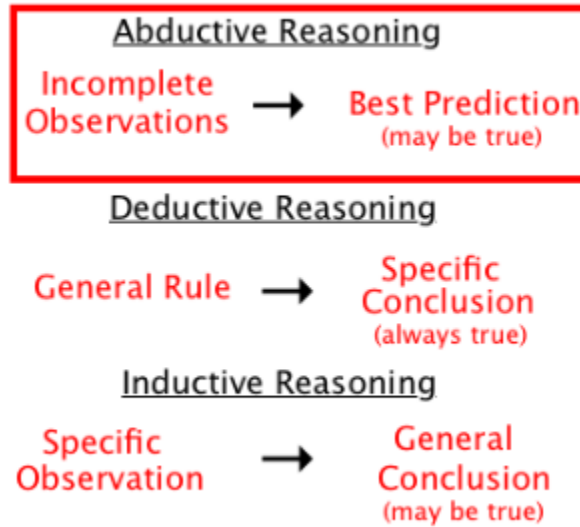 Abductive Reasoning
Incomplete
Observations
→
Best Prediction
(may be true)
Deductive Reasoning
General Rule
→
Specific
Conclusion
(always true)
Inductive Reasoning
Specific
Observation
→
General
Conclusion
(may be true)